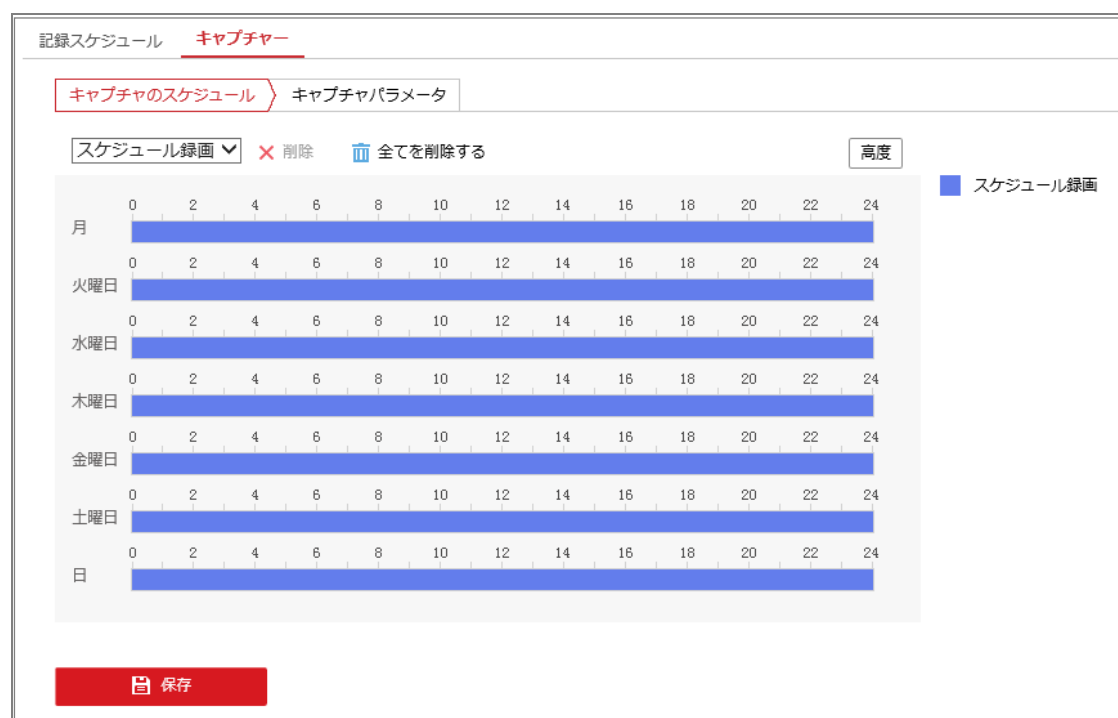 記録スケジュール キャプチャー
キャプチャのスケジュール キャプチャパラメータ
スケジュール録画 削除 全てを削除する 高度
スケジュール録画
0 2 4 6 8 10 12 14 16 18 20 22 24
月
0 2 4 6 8 10 12 14 16 18 20 22 24
火曜日
0 2 4 6 8 10 12 14 16 18 20 22 24
水曜日
0 2 4 6 8 10 12 14 16 18 20 22 24
木曜日
0 2 4 6 8 10 12 14 16 18 20 22 24
金曜日
0 2 4 6 8 10 12 14 16 18 20 22 24
土曜日
0 2 4 6 8 10 12 14 16 18 20 22 24
日
保存